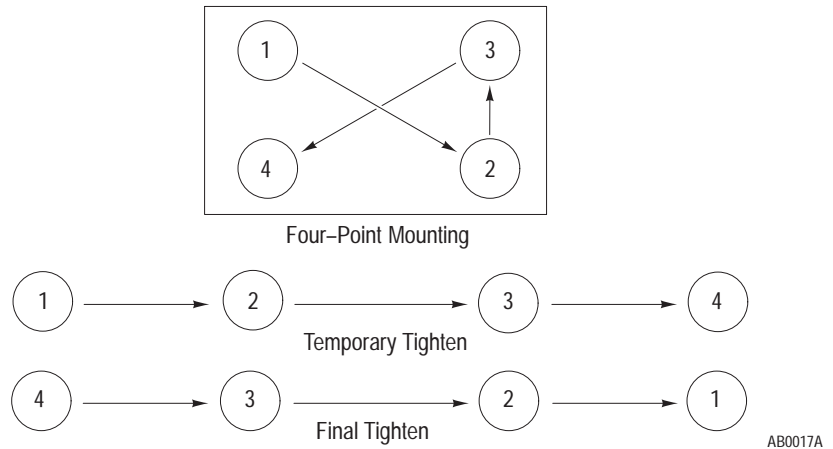 1 3
4 2
Four–Point Mounting
1 2 3 4
Temporary Tighten
4 3 2 1
Final Tighten
AB0017A